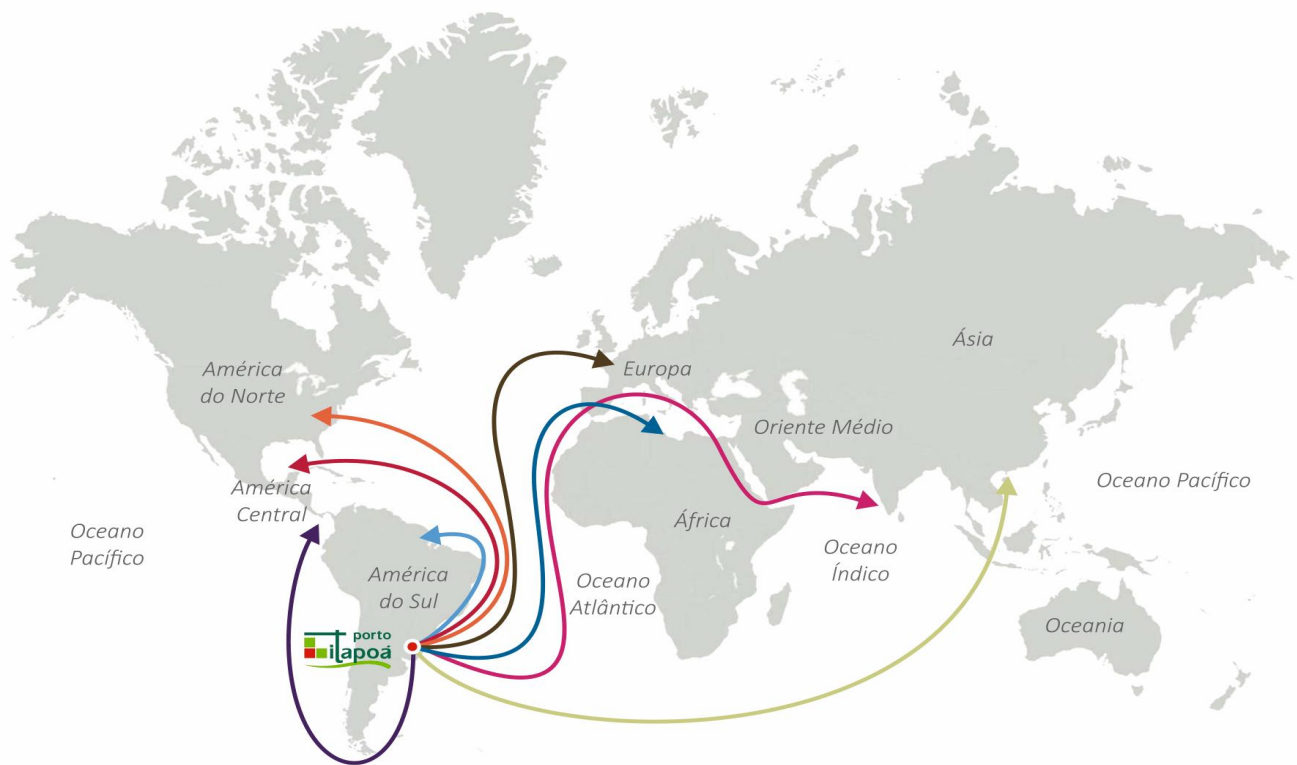 Ásia
América
do Norte
Europa
Oriente Médio
América
Central
Oceano Pacífico
Oceano
Pacífico
África
Oceano
Índico
América
do Sul
Oceano
Atlântico
Oceania
porto
itapoá